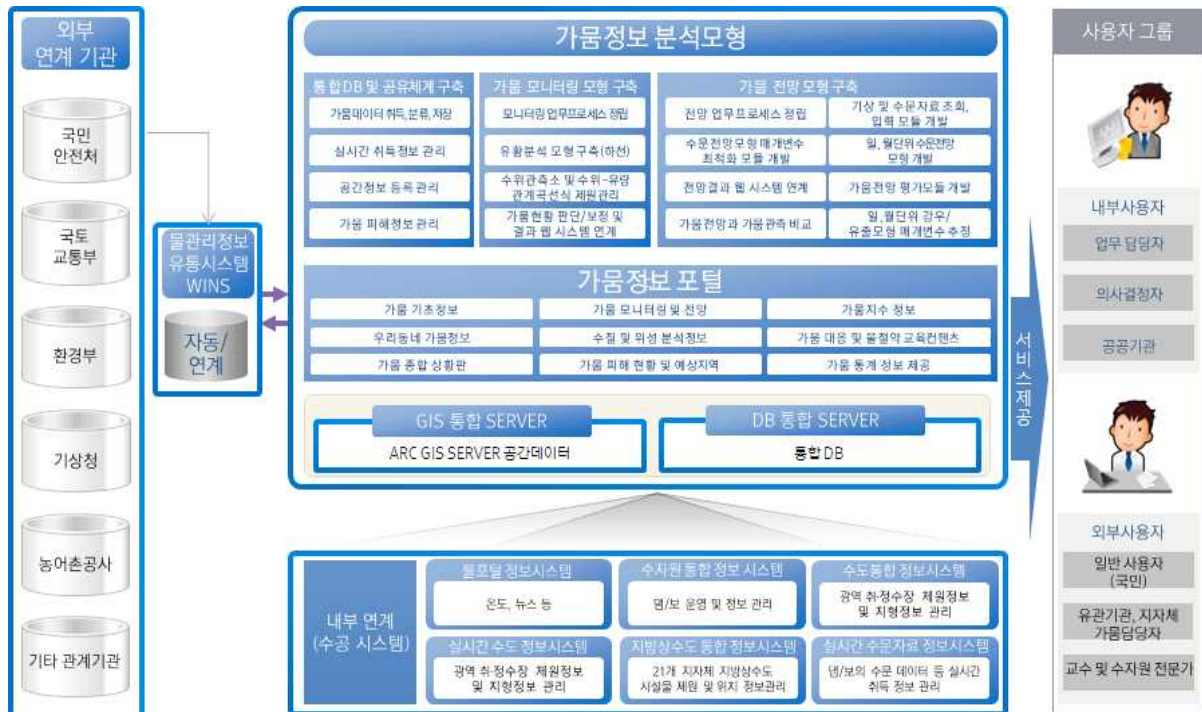 외부
연계 기관
국민
안전처
국토
교통부
환경부
기상청
농어촌공사
기타 관계기관
물관리정보
유통시스템
WINS
자동/
연계
가뭄정보 분석모형
통합DB 및 공유체계 구축
가뭄데이터 취득, 분류, 저장
실시간 취득정보 관리
공간정보 등록 관리
가뭄 피해정보 관리
가뭄 모니터링 모형 구축
모니터링 업무프로세스 정립
유황분석 모형 구축(하천)
수위관측소 및 수위-유량
관계곡선식 제원관리
가뭄현황 판단/보정 및
결과 웹 시스템 연계
가뭄 전망 모형 구축
전망 업무프로세스 정립
기상 및 수문자료 조회,
입력 모듈 개발
수문전망모형 매개변수
최적화 모듈 개발
일, 월단위 수문전망
모형 개발
전망결과 웹 시스템 연계
가뭄전망 평가모듈 개발
가뭄전망과 가뭄관측 비교
일, 월단위 강우/
유출모형 매개변수 추정
가뭄정보 포털
가뭄 기초정보
가뭄 모니터링 및 전망
가뭄지수 정보
우리동네 가뭄정보
수질 및 위성 분석정보
가뭄 대응 및 물절약 교육컨텐츠
가뭄 종합 상황판
가뭄 피해 현황 및 예상지역
가뭄 통계 정보 제공
GIS 통합 SERVER
ARC GIS SERVER 공간데이터
DB 통합 SERVER
통합 DB
내부 연계
(수공 시스템)
물포털 정보시스템
온도, 뉴스 등
수자원 통합 정보 시스템
댐/보 운영 및 정보 관리
수도통합 정보시스템
광역 취·정수장 제원정보
및 지형정보 관리
실시간 수도 정보시스템
광역 취·정수장 제원정보
및 지형정보 관리
지방상수도 통합 정보시스템
21개 지자체 지방상수도
시설물 제원 및 위치 정보관리
실시간 수문자료 정보시스템
댐/보의 수문 데이터 등 실시간
취득 정보 관리
서비스제공
사용자 그룹
내부사용자
업무 담당자
의사결정자
공공기관
외부사용자
일반 사용자
(국민)
유관기관, 지자체
가뭄담당자
교수 및 수자원 전문가